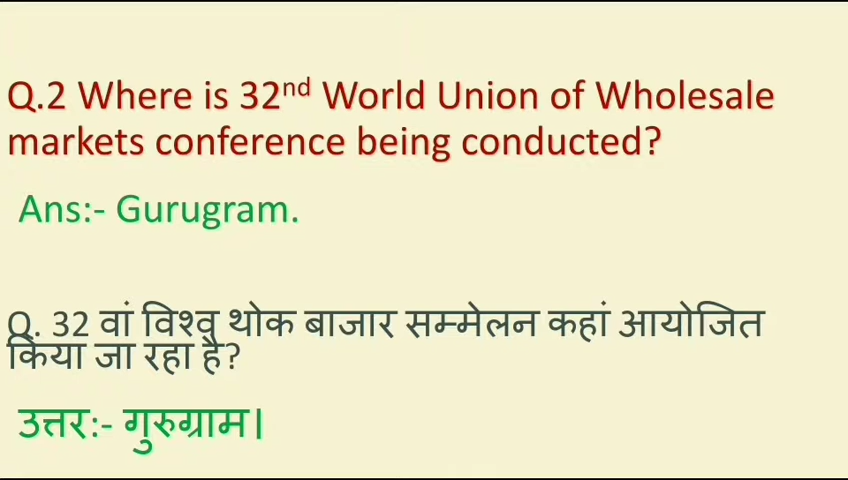 Q.2 Where is 32nd World Union of Wholesale
markets conference being conducted?
Ans:- Gurugram.
Q. 32 वां विश्व थोक बाजार सम्मेलन कहां आयोजित
किया जा रहा है?
उत्तर:- गुरुग्राम।